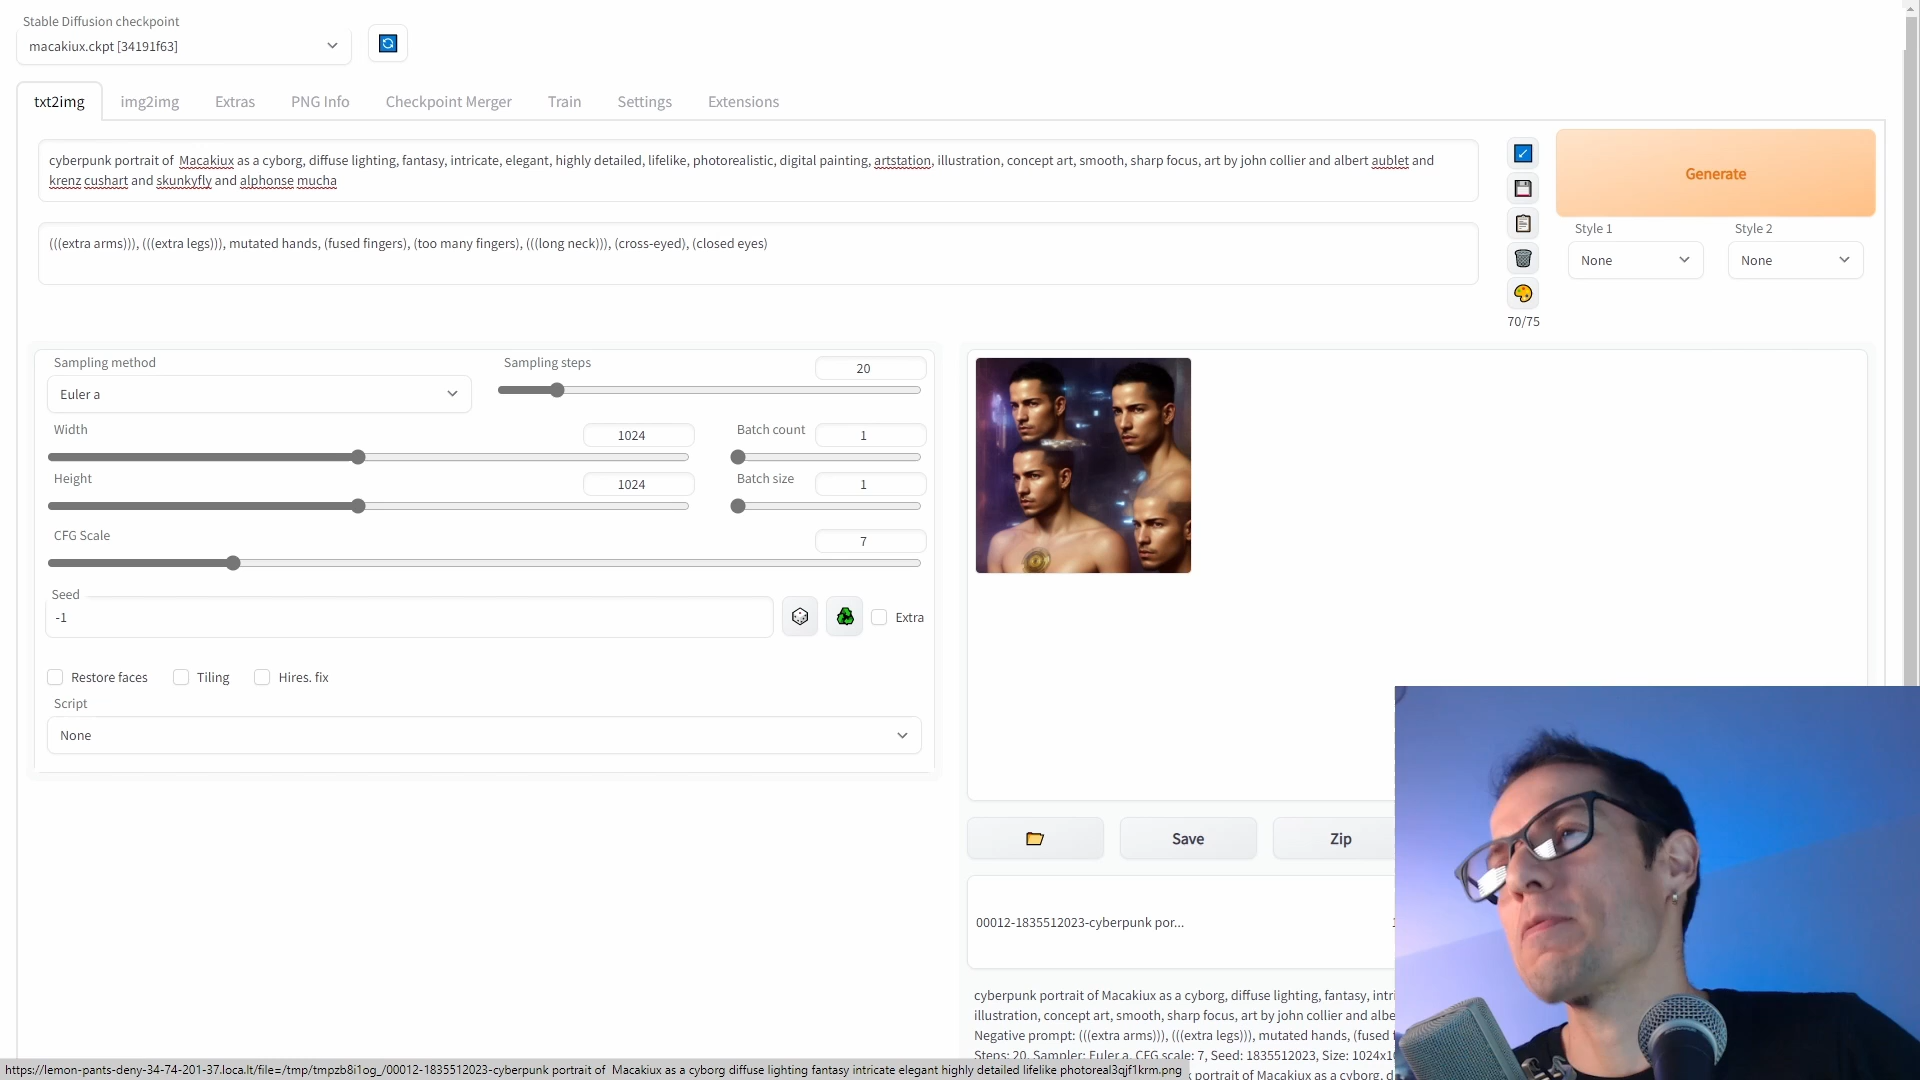 Stable Diffusion checkpoint
macakiux.ckpt [34191f63]
txt2img img2img Extras PNG Info Checkpoint Merger Train Settings Extensions
cyberpunk portrait of Macakiux as a cyborg, diffuse lighting, fantasy, intricate, elegant, highly detailed, lifelike, photorealistic, digital painting, artstation, illustration, concept art, smooth, sharp focus, art by john collier and albert aublet and
krenz cushart and skunkyfly and alphonse mucha
(((extra arms))), (((extra legs))), mutated hands, (fused fingers), (too many fingers), (((long neck))), (cross-eyed), (closed eyes)
Generate
Style 1 Style 2
None None
70/75
Sampling method Sampling steps 20
Euler a
Width 1024 Batch count 1
Height 1024 Batch size 1
CFG Scale 7
Seed
-1 Extra
Restore faces Tiling Hires. fix
Script
None
Save Zip
00012-1835512023-cyberpunk por...
cyberpunk portrait of Macakiux as a cyborg, diffuse lighting, fantasy, intri
illustration, concept art, smooth, sharp focus, art by john collier and albe
Negative prompt: (((extra arms))), (((extra legs))), mutated hands, (fused
Steps: 20, Sampler: Euler a, CFG scale: 7, Seed: 1835512023, Size: 1024x10
https://lemon-pants-deny-34-74-201-37.loca.lt/file=/tmp/tmpzb8i1og_/00012-1835512023-cyberpunk portrait of Macakiux as a cyborg diffuse lighting fantasy intricate elegant highly detailed lifelike photoreal3qjf1krm.png
portrait of Macakiux as a cyborg, d